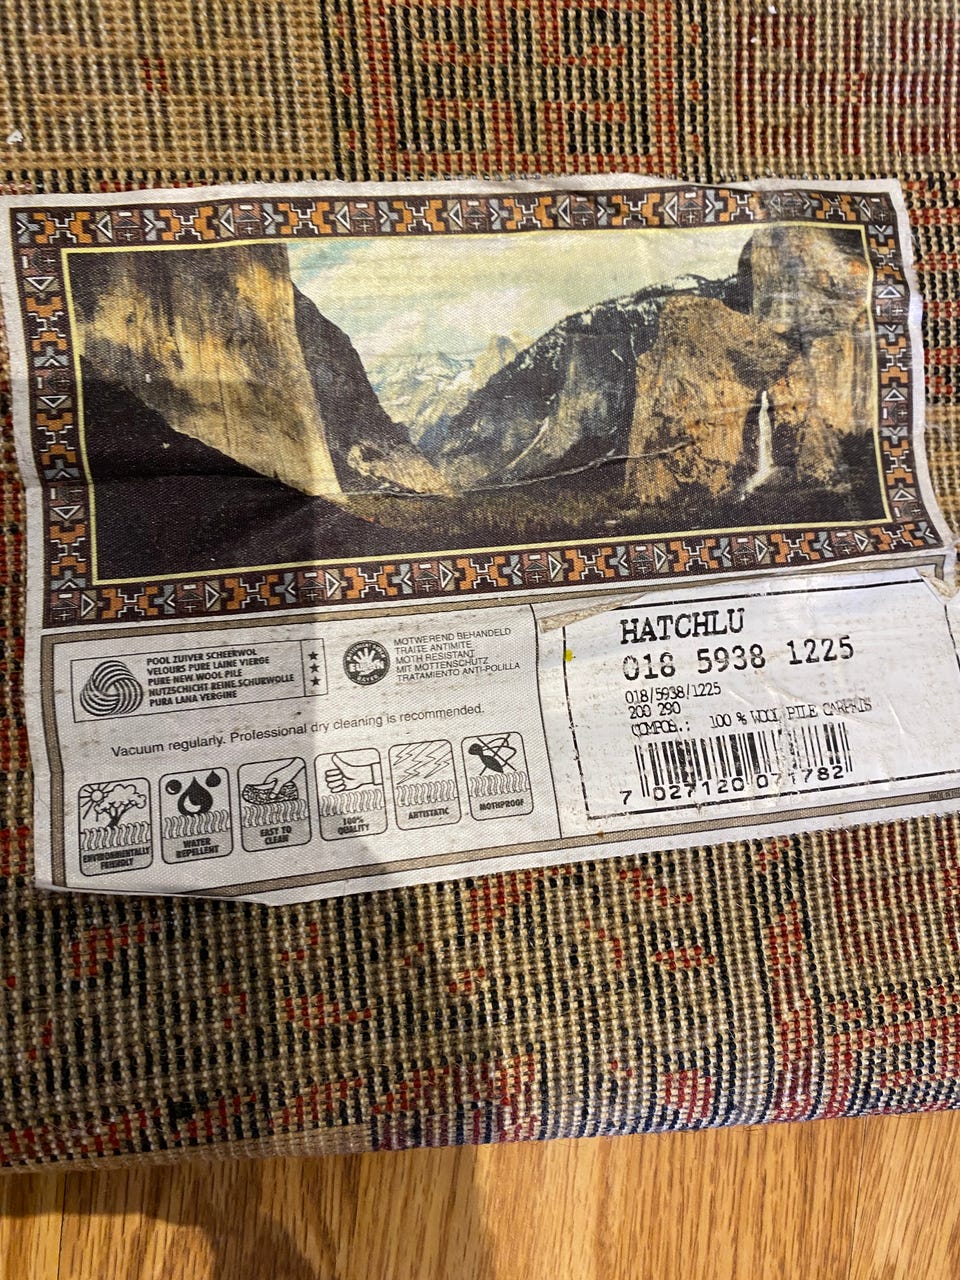 POOL ZUIVER SCHEERWOL
VELOURS PURE LAINE VIERGE
PURE NEW WOOL PILE
NUTZSCHICHT REINE SCHURWOLLE
PURA LANA VERGINE
EULAN
MOTWEREND BEHANDELD
TRAITE ANTIMITE
MOTH RESISTANT
MIT MOTTENSCHUTZ
TRATAMIENTO ANTI-POLILLA
Vacuum regularly. Professional dry cleaning is recommended.
ENVIRONMENTALLY
FRIENDLY
WATER
REPELLENT
EASY TO
CLEAN
100%
QUALITY
ANTISTATIC
MOTHPROOF
HATCHLU
018 5938 1225
018/5938/1225
200 290
COMPOS.: 100 % WOOL PILE CARPETS
7 027120 071782